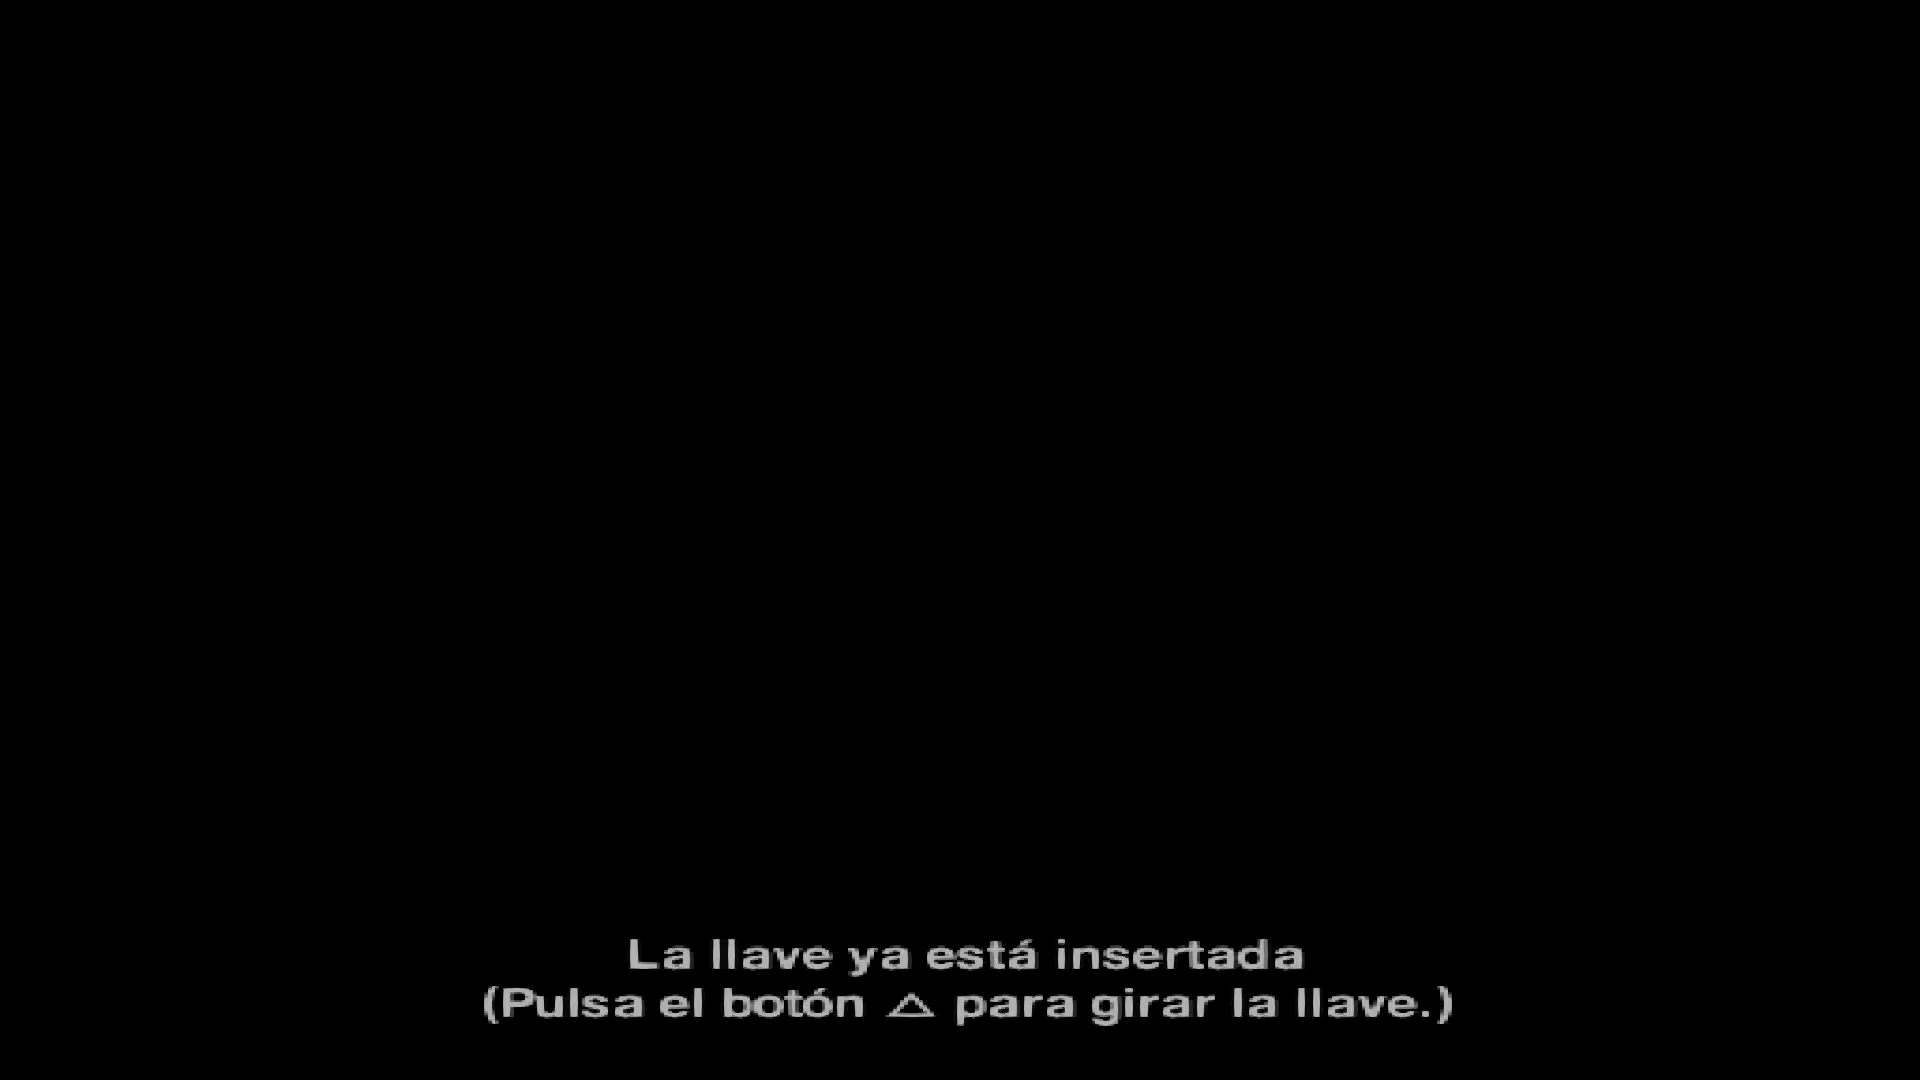 La llave ya está insertada
(Pulsa el botón △ para girar la llave.)